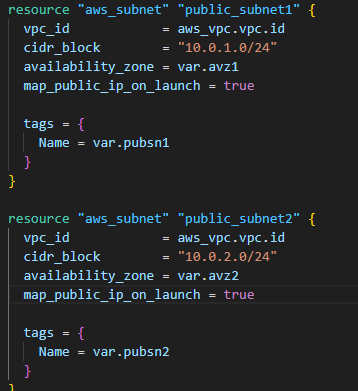 resource "aws_subnet" "public_subnet1" {
  vpc_id            = aws_vpc.vpc.id
  cidr_block        = "10.0.1.0/24"
  availability_zone = var.avz1
  map_public_ip_on_launch = true

  tags = {
    Name = var.pubsn1
  }
}

resource "aws_subnet" "public_subnet2" {
  vpc_id            = aws_vpc.vpc.id
  cidr_block        = "10.0.2.0/24"
  availability_zone = var.avz2
  map_public_ip_on_launch = true

  tags = {
    Name = var.pubsn2
  }
}